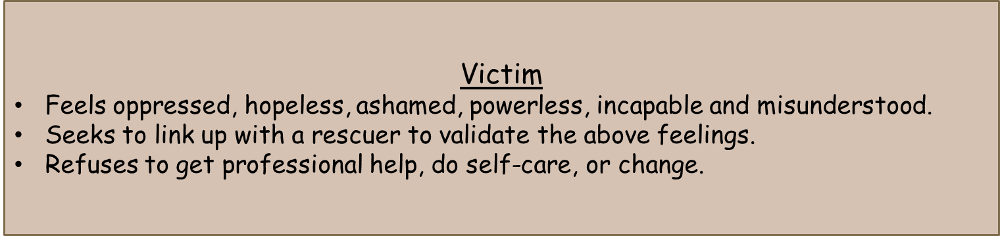 Victim
• Feels oppressed, hopeless, ashamed, powerless, incapable and misunderstood.
• Seeks to link up with a rescuer to validate the above feelings.
• Refuses to get professional help, do self-care, or change.